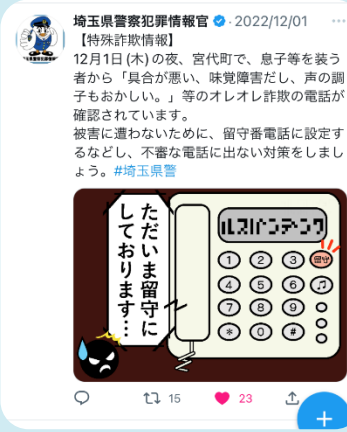 埼玉県警察犯罪情報官 · 2022/12/01
【特殊詐欺情報】
12月1日(木)の夜、宮代町で、息子等を装う
者から「具合が悪い、味覚障害だし、声の調
子もおかしい。」等のオレオレ詐欺の電話が
確認されています。
被害に遭わないために、留守番電話に設定す
るなどし、不審な電話に出ない対策をしまし
ょう。#埼玉県警
ただいま留守に
しております…
ルスバンデンワ
1 2 3 留守
4 5 6
7 8 9
* 0 #
15 23